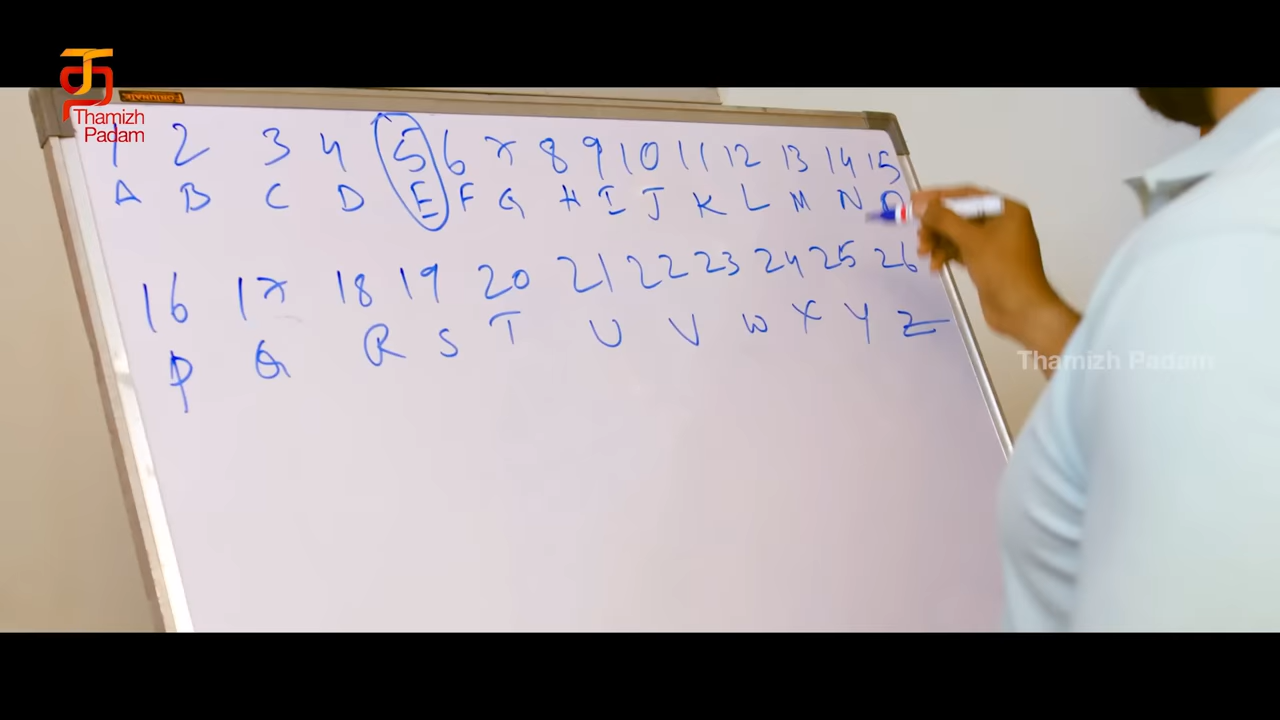 த
Thamizh
Padam
1 2 3 4 5 6 7 8 9 10 11 12 13 14 15
A B C D E F G H I J K L M N O
16 17 18 19 20 21 22 23 24 25 26
P Q R S T U V W X Y Z
Thamizh Padam